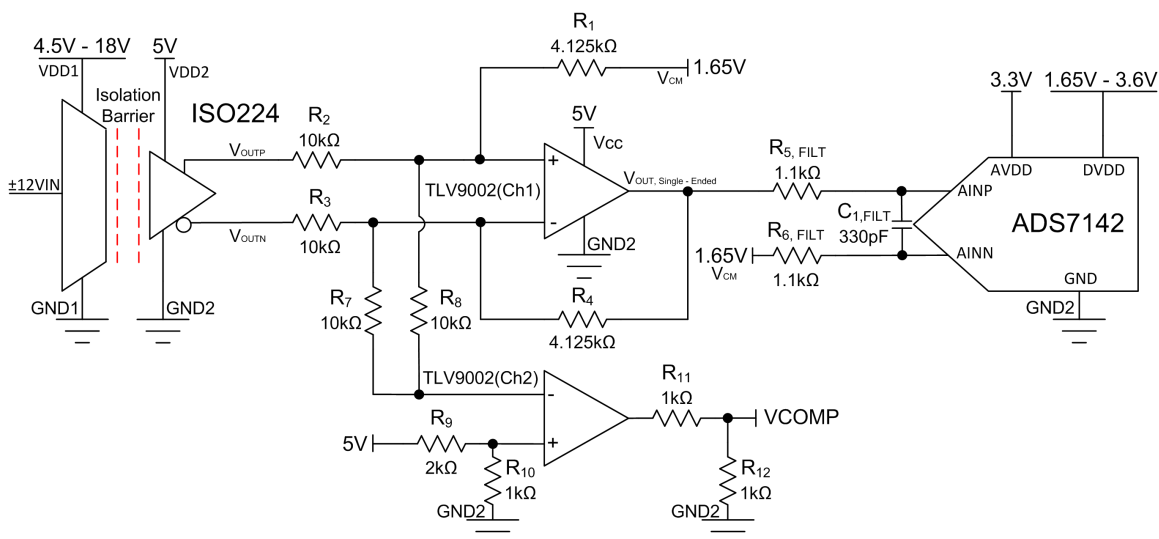 4.5V - 18V
VDD1
5V
VDD2
Isolation
Barrier
ISO224
±12VIN
GND1
GND2
VOUTP
VOUTN
R2
10kΩ
R3
10kΩ
R1
4.125kΩ
VCM
1.65V
5V
Vcc
+
-
TLV9002(Ch1)
GND2
VOUT, Single - Ended
R4
4.125kΩ
R7
10kΩ
R8
10kΩ
TLV9002(Ch2)
-
+
5V
R9
2kΩ
R10
1kΩ
GND2
R11
1kΩ
VCOMP
R12
1kΩ
GND2
R5, FILT
1.1kΩ
C1,FILT
330pF
1.65V
VCM
R6, FILT
1.1kΩ
3.3V
1.65V - 3.6V
AVDD
DVDD
AINP
ADS7142
AINN
GND
GND2